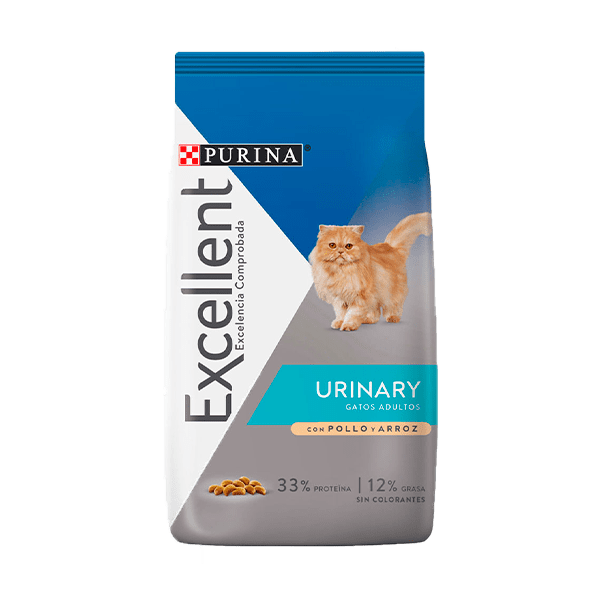 PURINA®
Excellent
Excelencia Comprobada
URINARY
GATOS ADULTOS
CON POLLO Y ARROZ
33% PROTEÍNA | 12% GRASA
SIN COLORANTES